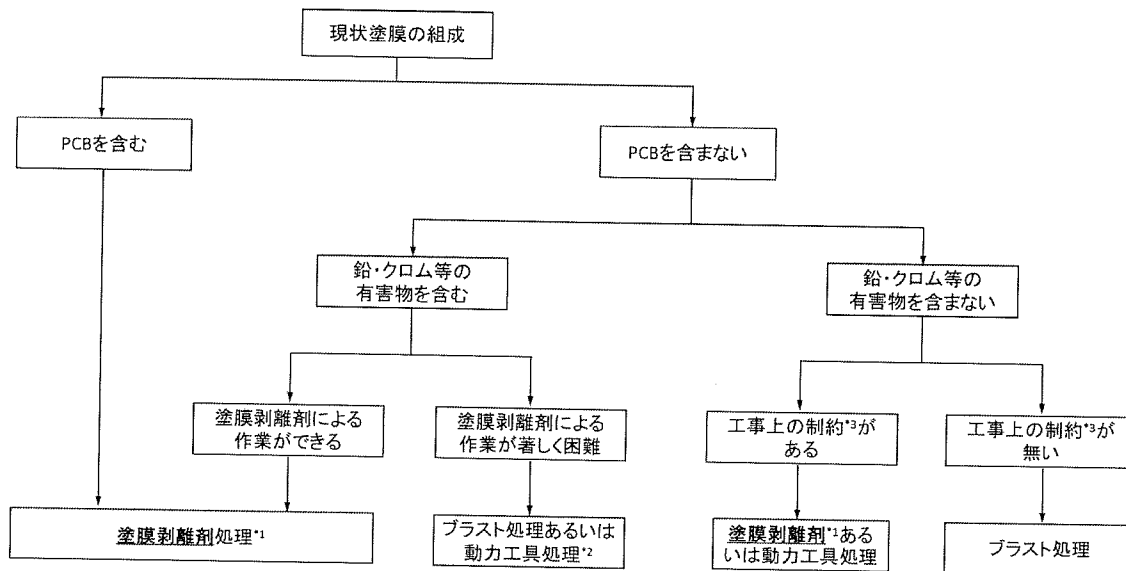 現状塗膜の組成
PCBを含む
PCBを含まない
鉛・クロム等の
有害物を含む
鉛・クロム等の
有害物を含まない
塗膜剥離剤による
作業ができる
塗膜剥離剤による
作業が著しく困難
工事上の制約*3が
ある
工事上の制約*3が
無い
塗膜剥離剤処理*1
ブラスト処理あるいは
動力工具処理*2
塗膜剥離剤*1ある
いは動力工具処理
ブラスト処理